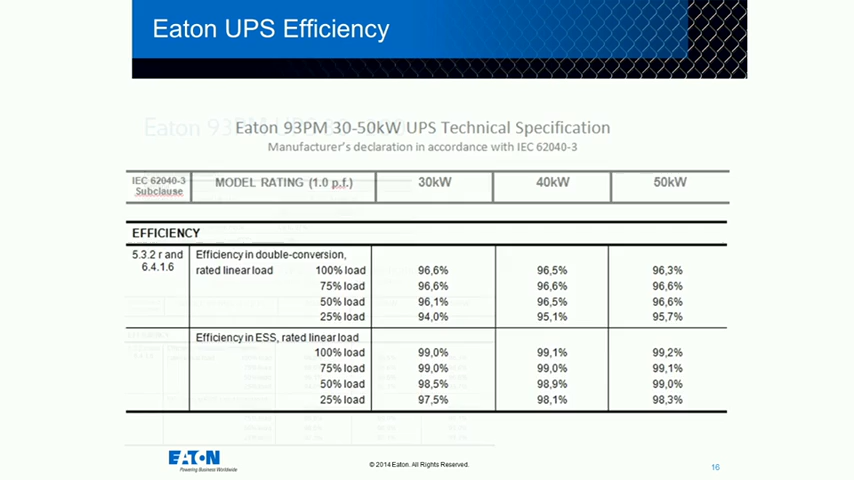 Eaton UPS Efficiency
Eaton 93PM 30-50kW UPS Technical Specification
Manufacturer's declaration in accordance with IEC 62040-3
IEC 62040-3 Subclause MODEL RATING (1.0 p.f.) 30kW 40kW 50kW
EFFICIENCY
5.3.2 r and 6.4.1.6 Efficiency in double-conversion,
rated linear load 100% load 96,6% 96,5% 96,3%
75% load 96,6% 96,6% 96,6%
50% load 96,1% 96,5% 96,6%
25% load 94,0% 95,1% 95,7%
Efficiency in ESS, rated linear load
100% load 99,0% 99,1% 99,2%
75% load 99,0% 99,0% 99,1%
50% load 98,5% 98,9% 99,0%
25% load 97,5% 98,1% 98,3%
EATON
Powering Business Worldwide
© 2014 Eaton. All Rights Reserved.
16